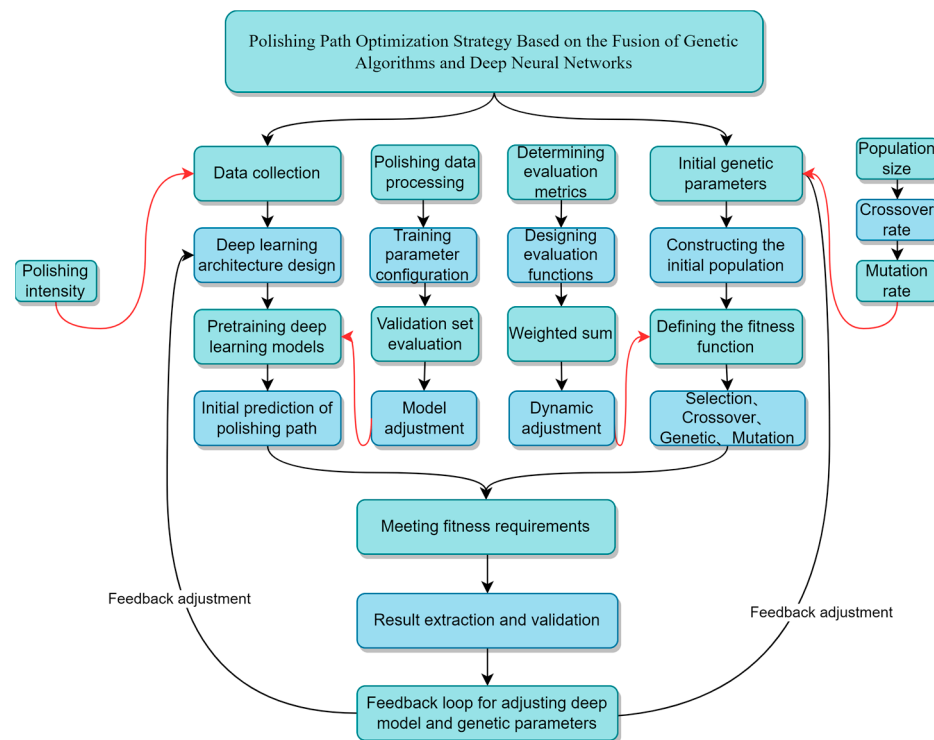 Polishing Path Optimization Strategy Based on the Fusion of Genetic
Algorithms and Deep Neural Networks
Data collection
Polishing data
processing
Determining
evaluation
metrics
Initial genetic
parameters
Population
size
Deep learning
architecture design
Training
parameter
configuration
Designing
evaluation
functions
Constructing the
initial population
Crossover
rate
Polishing
intensity
Mutation
rate
Pretraining deep
learning models
Validation set
evaluation
Weighted sum
Defining the fitness
function
Initial prediction of
polishing path
Model
adjustment
Dynamic
adjustment
Selection、
Crossover、
Genetic、Mutation
Meeting fitness requirements
Feedback adjustment
Result extraction and validation
Feedback adjustment
Feedback loop for adjusting deep
model and genetic parameters